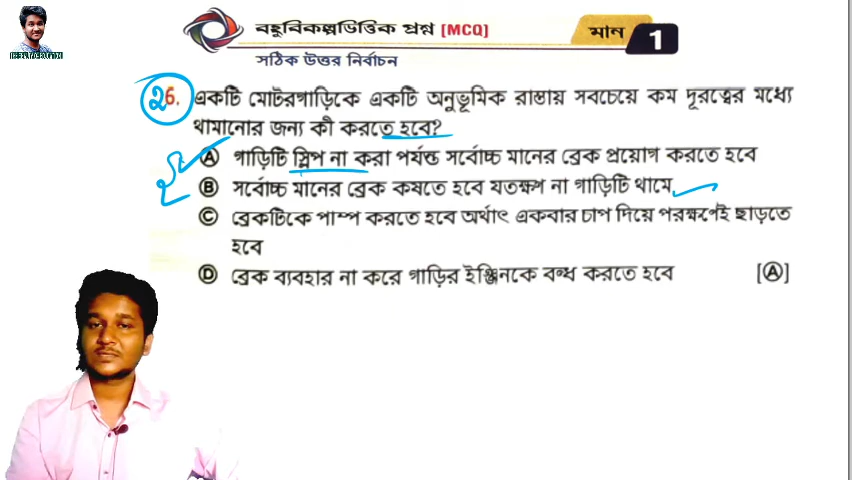 বহুবিকল্পভিত্তিক প্রশ্ন [MCQ]
মান 1
সঠিক উত্তর নির্বাচন
26. একটি মোটরগাড়িকে একটি অনুভূমিক রাস্তায় সবচেয়ে কম দূরত্বের মধ্যে
থামানোর জন্য কী করতে হবে?
Ⓐ গাড়িটি স্লিপ না করা পর্যন্ত সর্বোচ্চ মানের ব্রেক প্রয়োগ করতে হবে
Ⓑ সর্বোচ্চ মানের ব্রেক কষতে হবে যতক্ষণ না গাড়িটি থামে
Ⓒ ব্রেকটিকে পাম্প করতে হবে অর্থাৎ একবার চাপ দিয়ে পরক্ষণেই ছাড়তে
হবে
Ⓓ ব্রেক ব্যবহার না করে গাড়ির ইঞ্জিনকে বন্ধ করতে হবে [Ⓐ]